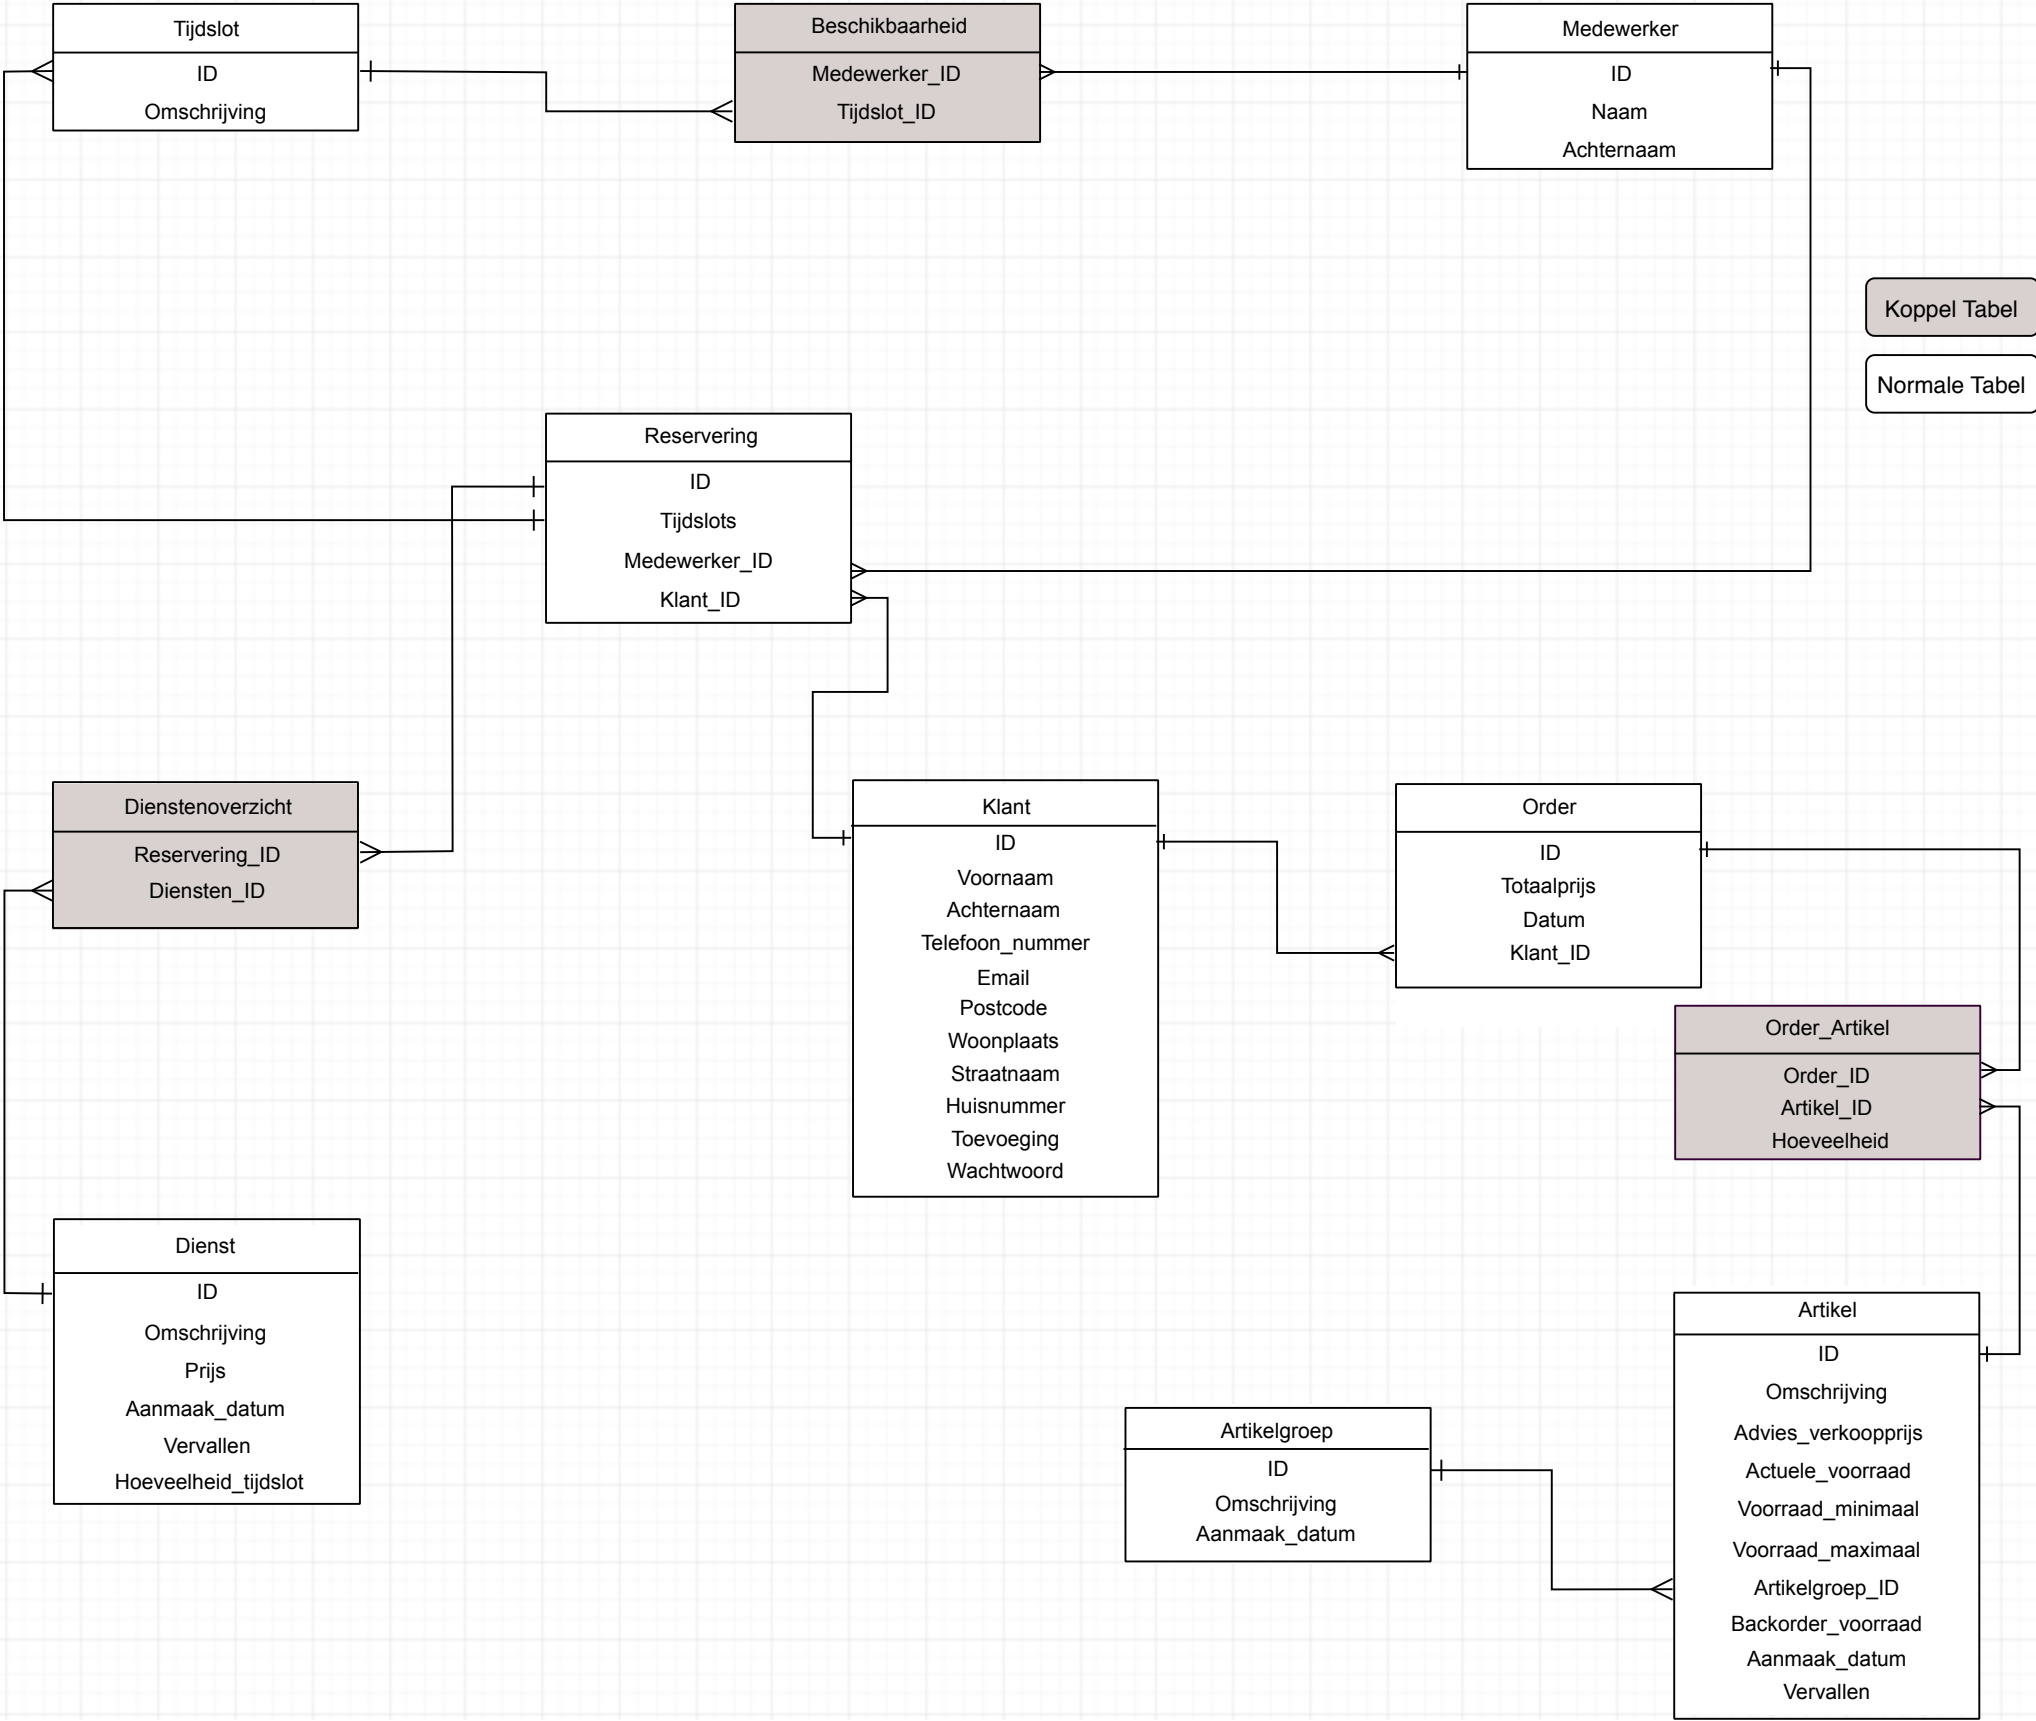 Tijdslot
ID
Omschrijving
Beschikbaarheid
Medewerker_ID
Tijdslot_ID
Medewerker
ID
Naam
Achternaam
Koppel Tabel
Normale Tabel
Reservering
ID
Tijdslots
Medewerker_ID
Klant_ID
Dienstenoverzicht
Reservering_ID
Diensten_ID
Klant
ID
Voornaam
Achternaam
Telefoon_nummer
Email
Postcode
Woonplaats
Straatnaam
Huisnummer
Toevoeging
Wachtwoord
Order
ID
Totaalprijs
Datum
Klant_ID
Order_Artikel
Order_ID
Artikel_ID
Hoeveelheid
Dienst
ID
Omschrijving
Prijs
Aanmaak_datum
Vervallen
Hoeveelheid_tijdslot
Artikelgroep
ID
Omschrijving
Aanmaak_datum
Artikel
ID
Omschrijving
Advies_verkoopprijs
Actuele_voorraad
Voorraad_minimaal
Voorraad_maximaal
Artikelgroep_ID
Backorder_voorraad
Aanmaak_datum
Vervallen